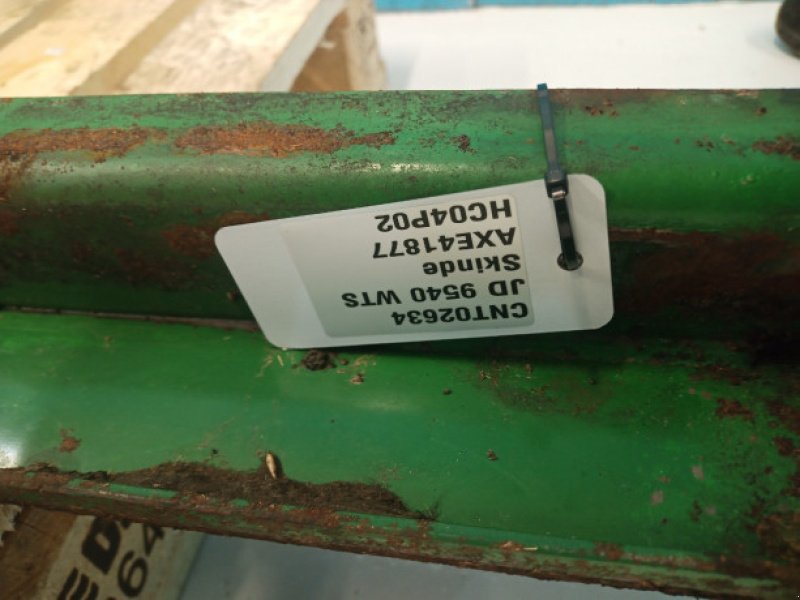 CNT02634
JD 9540 WTS
Skinde
AXE41877
HC04P02